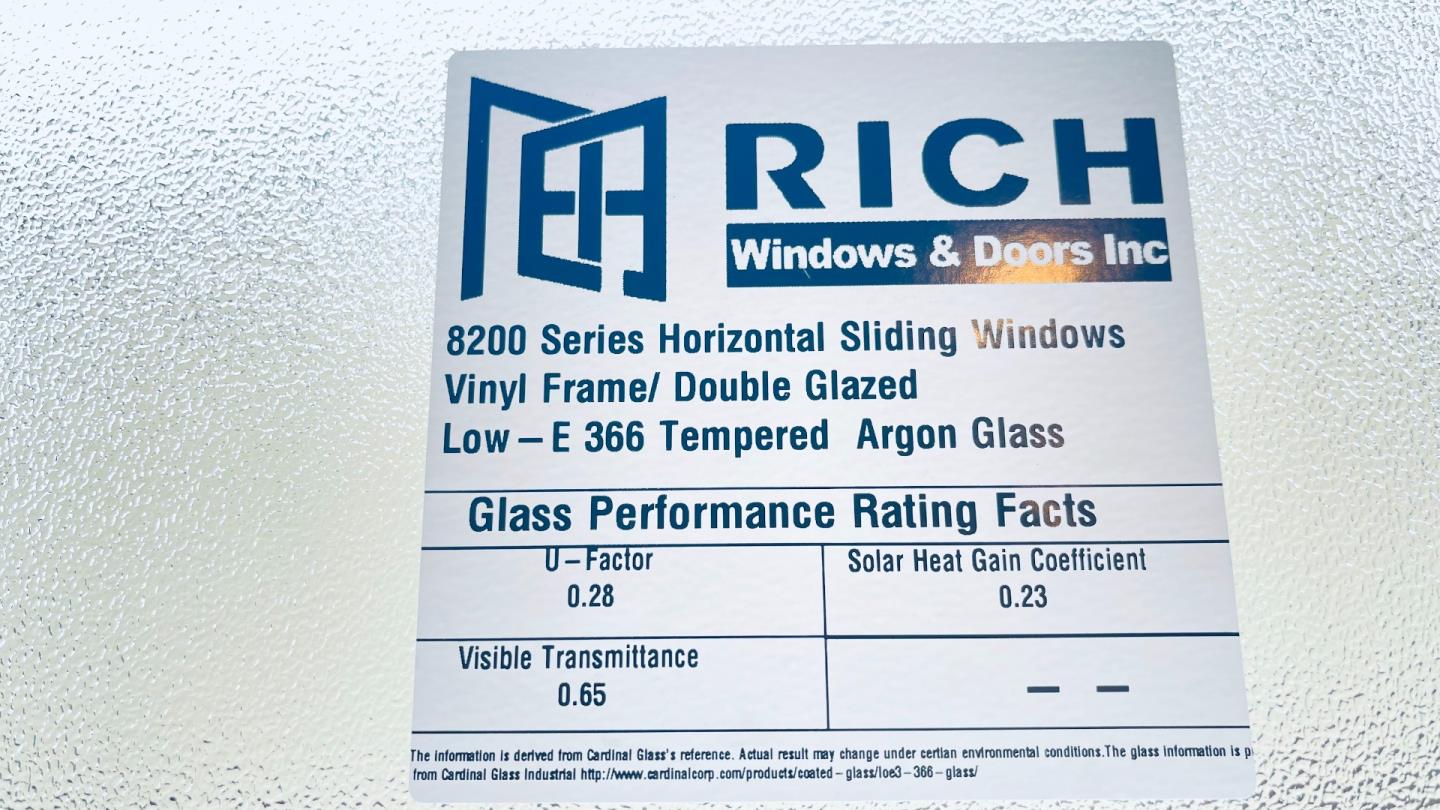 RICH
Windows & Doors Inc
8200 Series Horizontal Sliding Windows
Vinyl Frame/ Double Glazed
Low-E 366 Tempered Argon Glass
Glass Performance Rating Facts
U-Factor
0.28
Solar Heat Gain Coefficient
0.23
Visible Transmittance
0.65
— —
The information is derived from Cardinal Glass's reference. Actual result may change under certian environmental conditions.The glass information is
from Cardinal Glass Industrial http://www.cardinalcorp.com/products/coated-glass/loe3-366-glass/